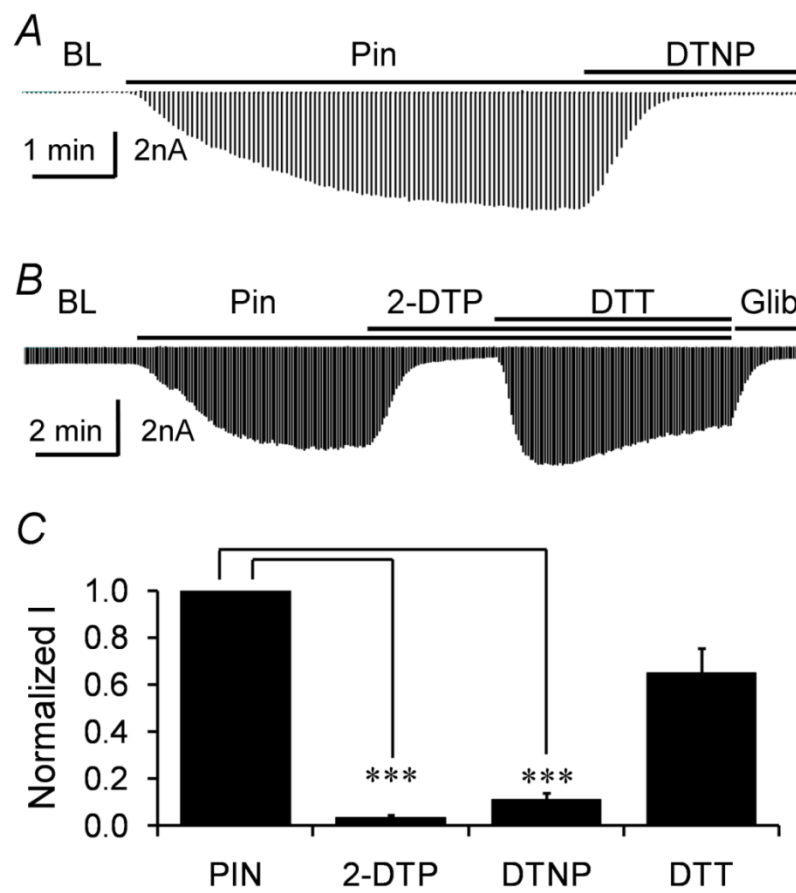 A
BL Pin DTNP
1 min 2nA
B
BL Pin 2-DTP DTT Glib
2 min 2nA
C
Normalized I
1.0
0.8
0.6
0.4
0.2
0.0
*** ***
PIN 2-DTP DTNP DTT